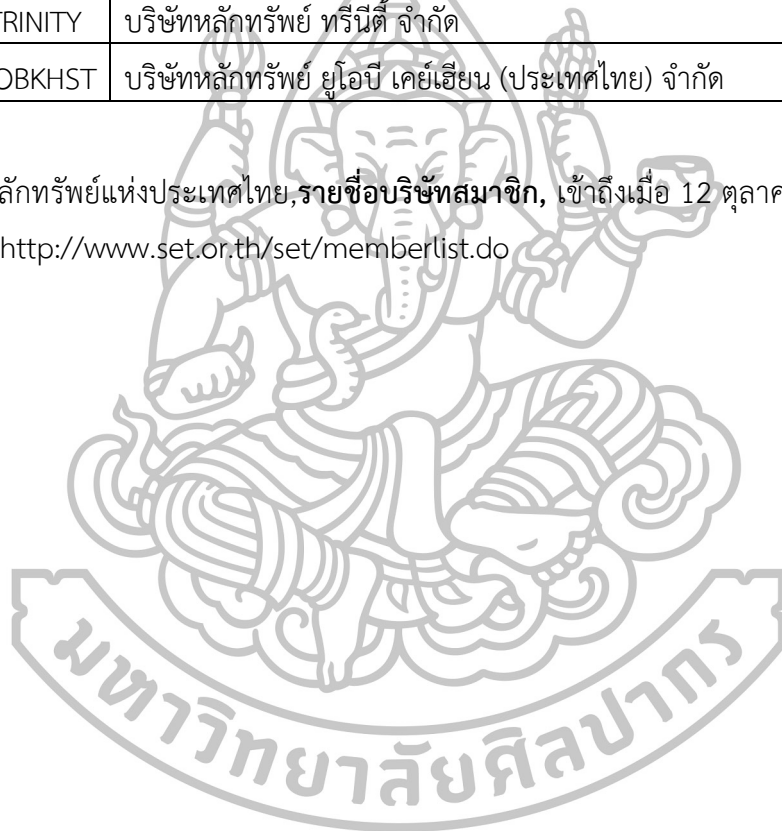 TRINITY บริษัทหลักทรัพย์ ทรีนีตี้ จำกัด
OBKHST บริษัทหลักทรัพย์ ยูโอบี เคย์เฮียน (ประเทศไทย) จำกัด
ลักทรัพย์แห่งประเทศไทย,รายชื่อบริษัทสมาชิก, เข้าถึงเมื่อ 12 ตุลาค
http://www.set.or.th/set/memberlist.do
มหาวิทยาลัยศิลปากร